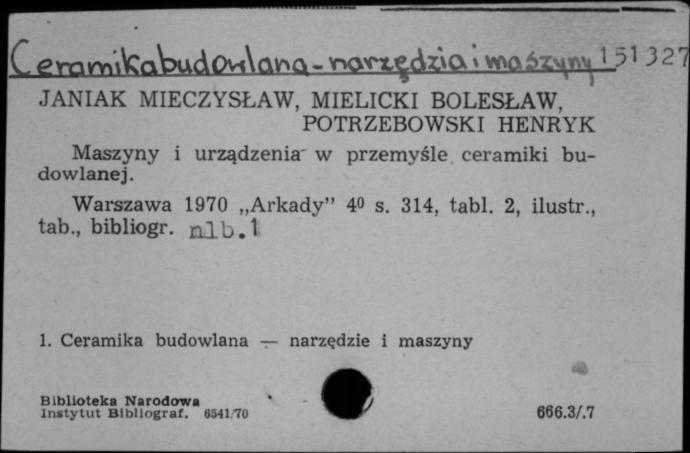 Ceramika budowlana - narzędzia i maszyny 151327
JANIAK MIECZYSŁAW, MIELICKI BOLESŁAW,
POTRZEBOWSKI HENRYK
Maszyny i urządzenia w przemyśle ceramiki bu-
dowlanej.
Warszawa 1970 „Arkady” 4⁰ s. 314, tabl. 2, ilustr.,
tab., bibliogr. nlb.1
1. Ceramika budowlana — narzędzie i maszyny
Biblioteka Narodowa
Instytut Bibliograf. 6541/70 666.3/.7